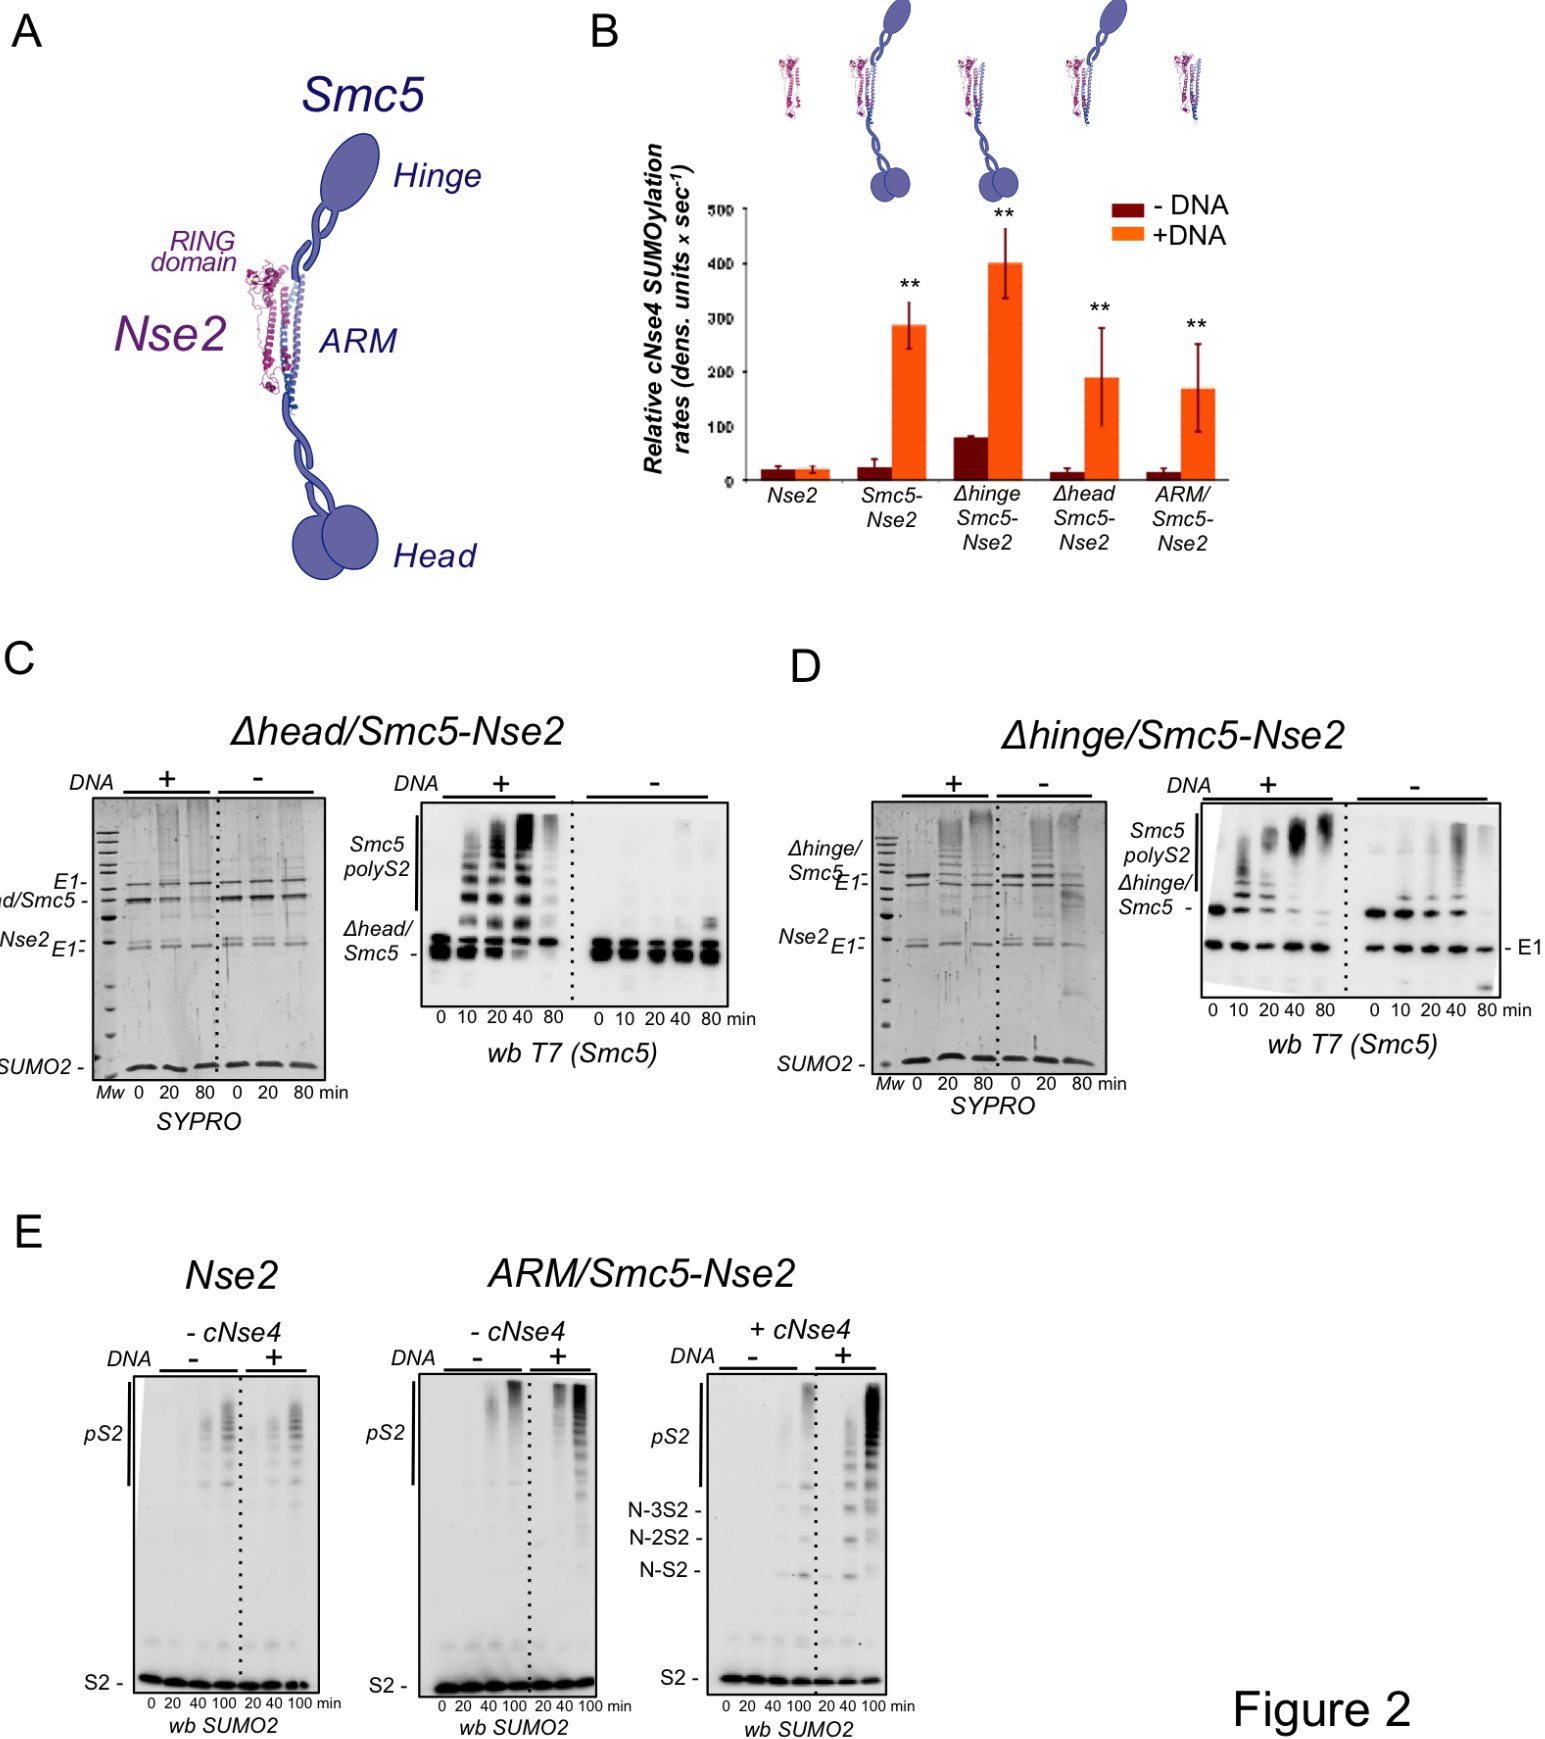 A
Smc5
Hinge
RING
domain
Nse2
ARM
Head
B
Relative cNse4 SUMOylation
rates (dens. units x sec-1)
500
400
300
200
100
0
- DNA
+DNA
**
**
**
**
Nse2
Smc5-
Nse2
Δhinge
Smc5-
Nse2
Δhead
Smc5-
Nse2
ARM/
Smc5-
Nse2
C
Δhead/Smc5-Nse2
DNA + -
E1-
ad/Smc5 -
Nse2 -
E1-
SUMO2 -
Mw 0 20 80 0 20 80 min
SYPRO
DNA + -
Smc5
polyS2
Δhead/
Smc5 -
0 10 20 40 80 0 10 20 40 80 min
wb T7 (Smc5)
D
Δhinge/Smc5-Nse2
DNA + -
Δhinge/
Smc5-
E1-
Nse2 -
E1-
SUMO2 -
Mw 0 20 80 0 20 80 min
SYPRO
DNA + -
Smc5
polyS2
Δhinge/
Smc5 -
- E1
0 10 20 40 80 0 10 20 40 80 min
wb T7 (Smc5)
E
Nse2
- cNse4
DNA - +
pS2
S2 -
0 20 40 100 20 40 100 min
wb SUMO2
ARM/Smc5-Nse2
- cNse4
DNA - +
pS2
S2 -
0 20 40 100 20 40 100 min
wb SUMO2
+ cNse4
DNA - +
pS2
N-3S2 -
N-2S2 -
N-S2 -
S2 -
0 20 40 100 20 40 100 min
wb SUMO2
Figure 2